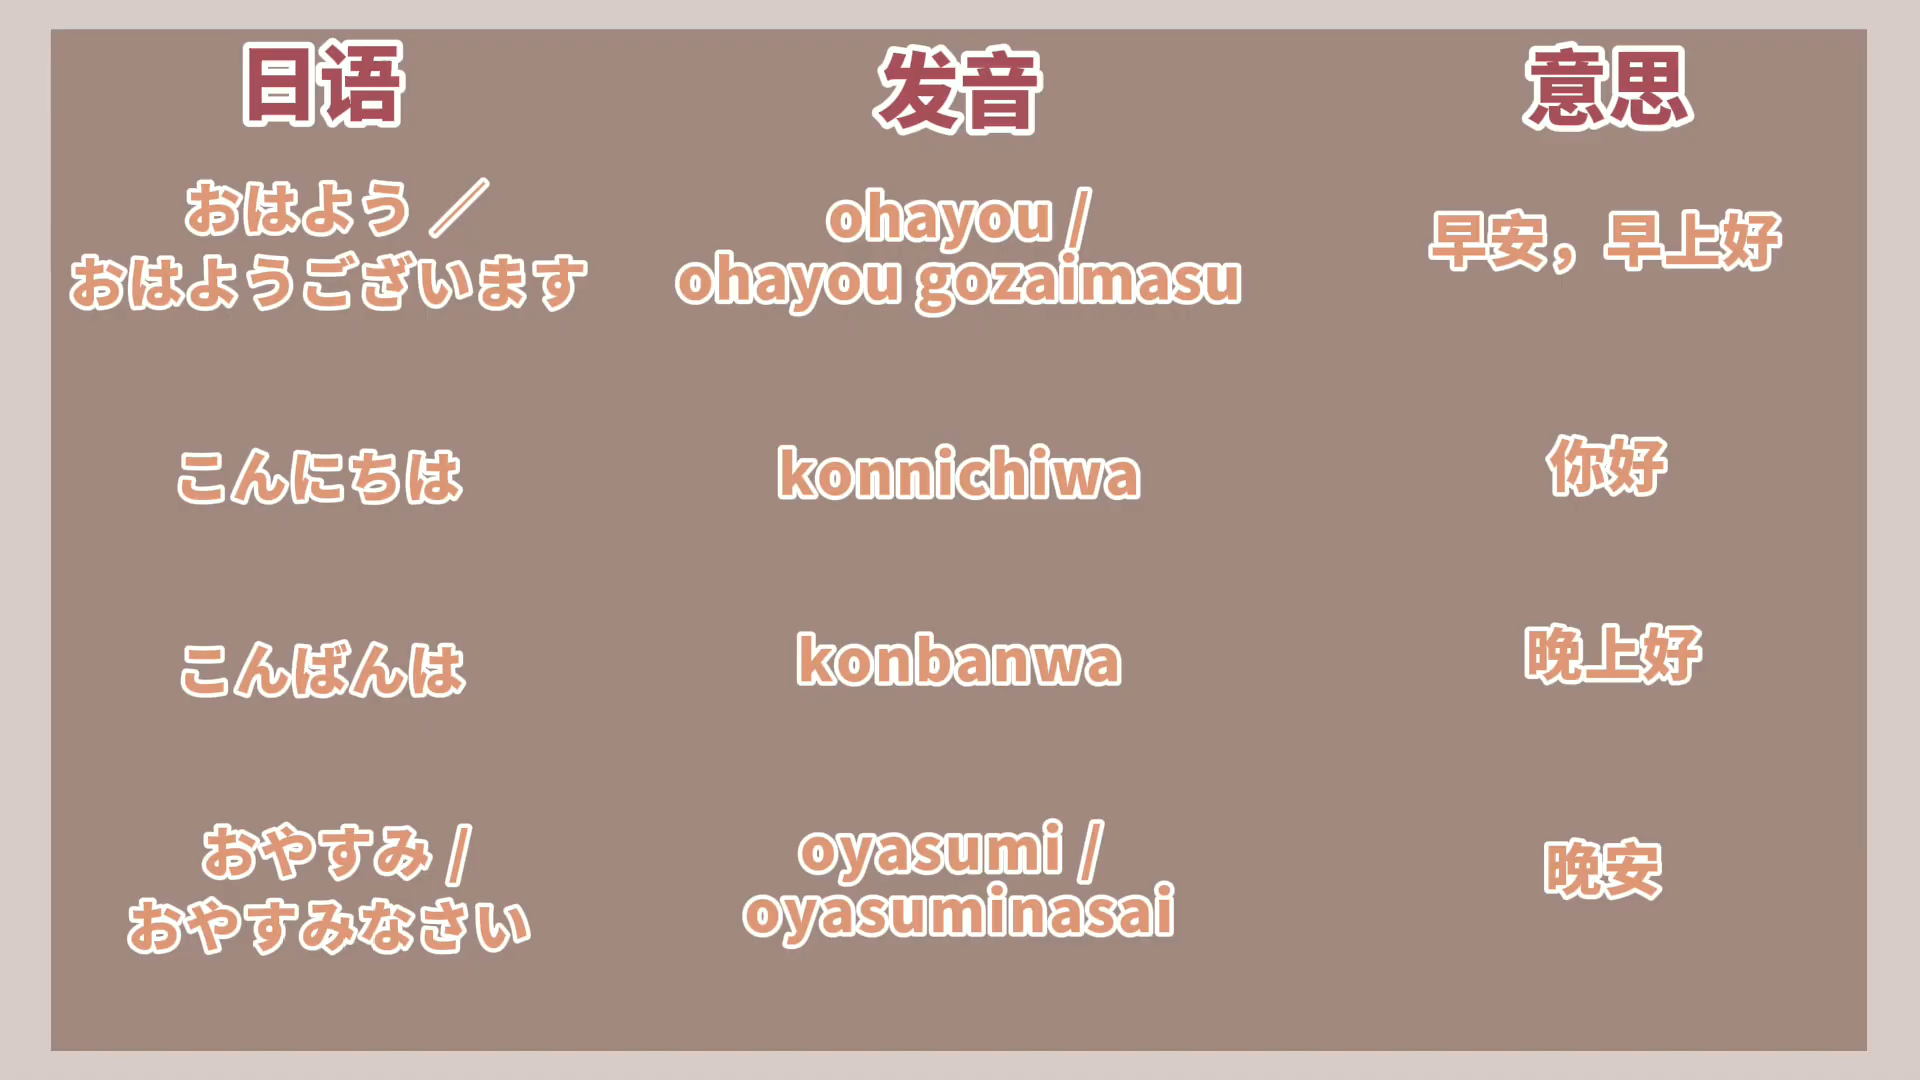 日语 发音 意思
おはよう ／
おはようございます
ohayou /
ohayou gozaimasu
早安，早上好
こんにちは
konnichiwa
你好
こんばんは
konbanwa
晚上好
おやすみ /
おやすみなさい
oyasumi /
oyasuminasai
晚安